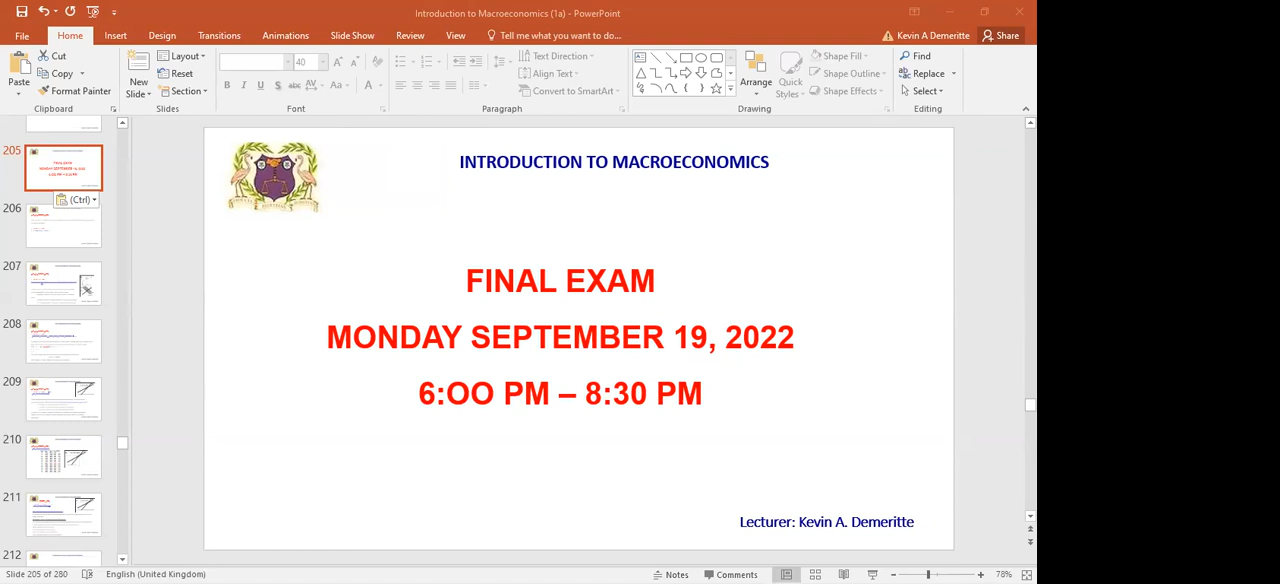 Introduction to Macroeconomics (1a) - PowerPoint
File Home Insert Design Transitions Animations Slide Show Review View Tell me what you want to do... Kevin A Demeritte Share
Paste Cut Copy Format Painter
Clipboard
New Slide Layout Reset Section
Slides
40
B I U S abc AV Aa A
Font
Text Direction
Align Text
Convert to SmartArt
Paragraph
Arrange Quick Styles
Shape Fill
Shape Outline
Shape Effects
Drawing
Find
Replace
Select
Editing
205
(Ctrl)
206
207
208
209
210
211
212
INTRODUCTION TO MACROECONOMICS
FINAL EXAM
MONDAY SEPTEMBER 19, 2022
6:OO PM – 8:30 PM
Lecturer: Kevin A. Demeritte
Slide 205 of 280 English (United Kingdom) Notes Comments 78%